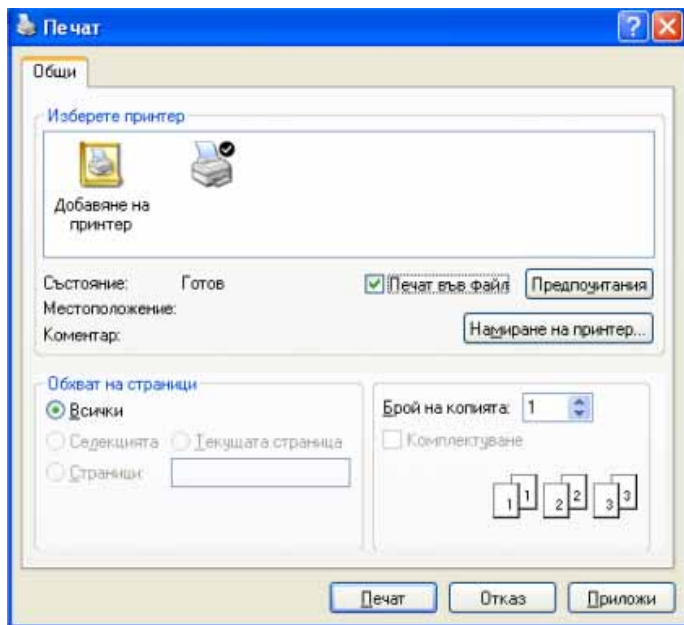 Печат
Общи
Изберете принтер
Добавяне на
принтер
Състояние: Готов
Печат във файл
Предпочитания
Местоположение:
Коментар:
Намиране на принтер...
Обхват на страници
Всички
Селекцията
Текущата страница
Страници:
Брой на копията: 1
Комплектуване
1 1 2 2 3 3
Печат
Отказ
Приложи